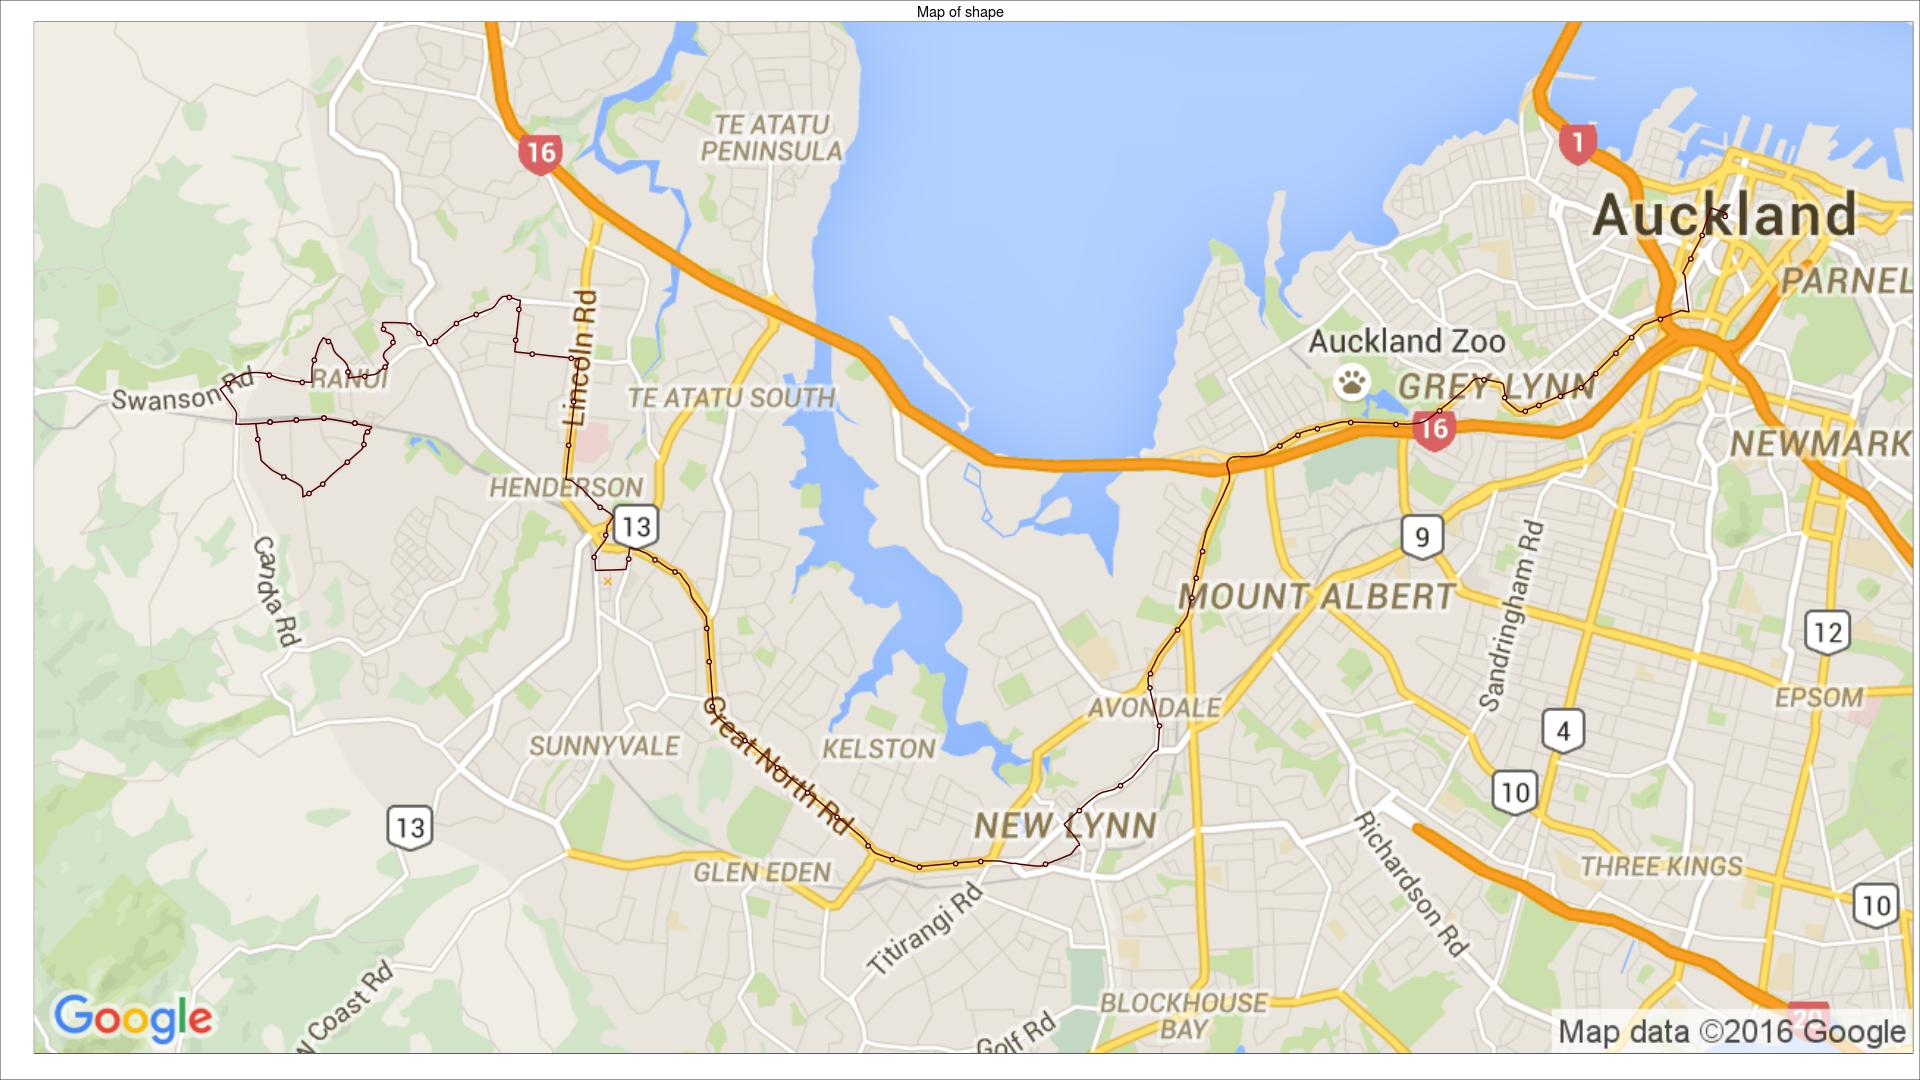 Map of shape
TE ATATU
PENINSULA
16
1
Auckland
PARNEL
Lincoln Rd
Auckland Zoo
GREY LYNN
16
Swanson Rd
RANUI
TE ATATU SOUTH
NEWMARK
HENDERSON
13
9
Candia Rd
MOUNT ALBERT
Sandringham Rd
12
EPSOM
AVONDALE
Great North Rd
SUNNYVALE
KELSTON
4
10
13
NEW LYNN
Richardson Rd
THREE KINGS
GLEN EDEN
10
Titirangi Rd
W Coast Rd
BLOCKHOUSE
BAY
20
Golf Rd
Google
Map data ©2016 Google